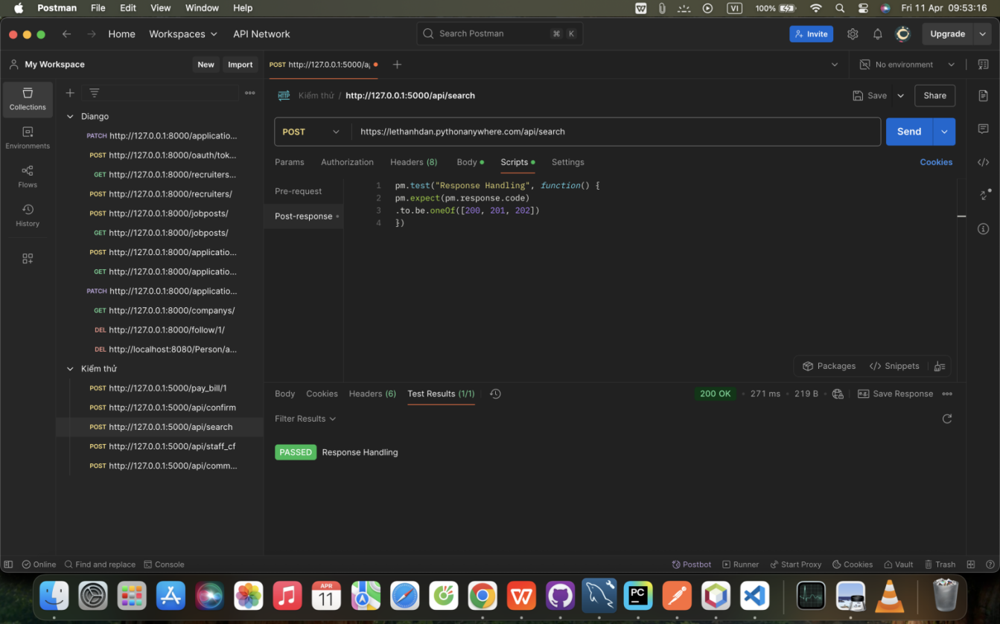 Postman File Edit View Window Help
VI 100% Fri 11 Apr 09:53:16
Home Workspaces API Network
Search Postman ⌘ K
Invite Upgrade
My Workspace New Import
POST http://127.0.0.1:5000/a
No environment
Collections
Environments
Flows
History
Diango
PATCH http://127.0.0.1:8000/applicatio...
POST http://127.0.0.1:8000/oauth/tok...
GET http://127.0.0.1:8000/recruiters...
POST http://127.0.0.1:8000/recruiters/
POST http://127.0.0.1:8000/jobposts/
GET http://127.0.0.1:8000/jobposts/
POST http://127.0.0.1:8000/applicatio...
GET http://127.0.0.1:8000/applicatio...
PATCH http://127.0.0.1:8000/applicatio...
GET http://127.0.0.1:8000/companys/
DEL http://127.0.0.1:8000/follow/1/
DEL http://localhost:8080/Person/a...
Kiểm thử
POST http://127.0.0.1:5000/pay_bill/1
POST http://127.0.0.1:5000/api/confirm
POST http://127.0.0.1:5000/api/search
POST http://127.0.0.1:5000/api/staff_cf
POST http://127.0.0.1:5000/api/comm...
HTTP Kiểm thử / http://127.0.0.1:5000/api/search
Save Share
POST https://lethanhdan.pythonanywhere.com/api/search
Send
Params Authorization Headers (8) Body Scripts Settings Cookies
Pre-request
Post-response
1 pm.test("Response Handling", function() {
2 pm.expect(pm.response.code)
3 .to.be.oneOf([200, 201, 202])
4 })
Packages </> Snippets
Body Cookies Headers (6) Test Results (1/1)
200 OK • 271 ms • 219 B • Save Response
Filter Results
PASSED Response Handling
Online Find and replace Console
Postbot Runner Start Proxy Cookies Vault Trash
APR
11
PC